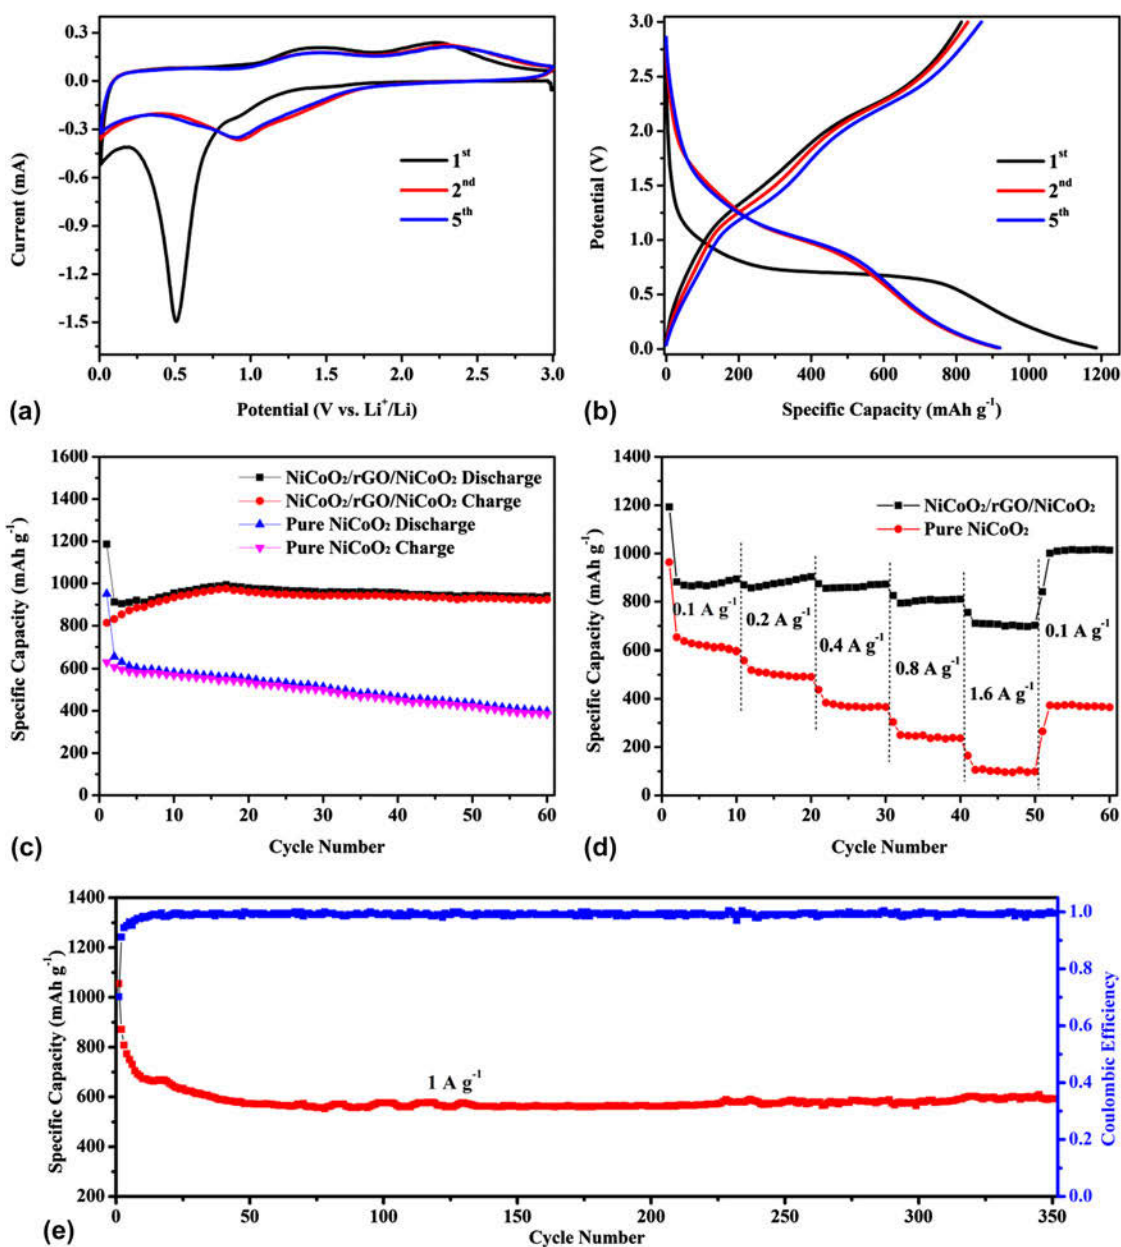 0.3
0.0
-0.3
-0.6
-0.9
-1.2
-1.5
Current (mA)
1st
2nd
5th
0.0 0.5 1.0 1.5 2.0 2.5 3.0
Potential (V vs. Li+/Li)
(a)
3.0
2.5
2.0
1.5
1.0
0.5
0.0
Potential (V)
1st
2nd
5th
0 200 400 600 800 1000 1200
Specific Capacity (mAh g-1)
(b)
1600
1400
1200
1000
800
600
400
200
0
Specific Capacity (mAh g-1)
NiCoO2/rGO/NiCoO2 Discharge
NiCoO2/rGO/NiCoO2 Charge
Pure NiCoO2 Discharge
Pure NiCoO2 Charge
0 10 20 30 40 50 60
Cycle Number
(c)
1400
1200
1000
800
600
400
200
0
Specific Capacity (mAh g-1)
NiCoO2/rGO/NiCoO2
Pure NiCoO2
0.1 A g-1
0.2 A g-1
0.4 A g-1
0.8 A g-1
1.6 A g-1
0.1 A g-1
0 10 20 30 40 50 60
Cycle Number
(d)
1400
1200
1000
800
600
400
200
Specific Capacity (mAh g-1)
1 A g-1
1.0
0.8
0.6
0.4
0.2
0.0
Coulombic Efficiency
0 50 100 150 200 250 300 350
Cycle Number
(e)